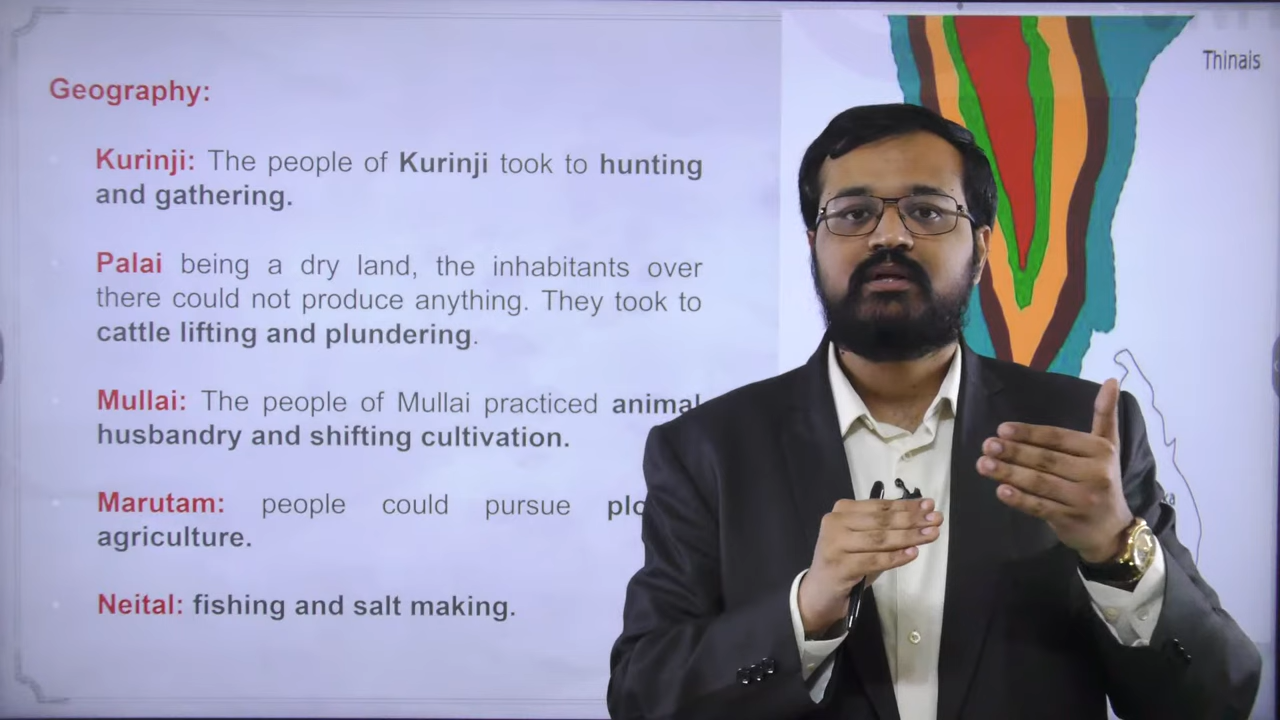 Geography:
Thinais
Kurinji: The people of Kurinji took to hunting
and gathering.
Palai being a dry land, the inhabitants over
there could not produce anything. They took to
cattle lifting and plundering.
Mullai: The people of Mullai practiced animal
husbandry and shifting cultivation.
Marutam: people could pursue
agriculture.
Neital: fishing and salt making.